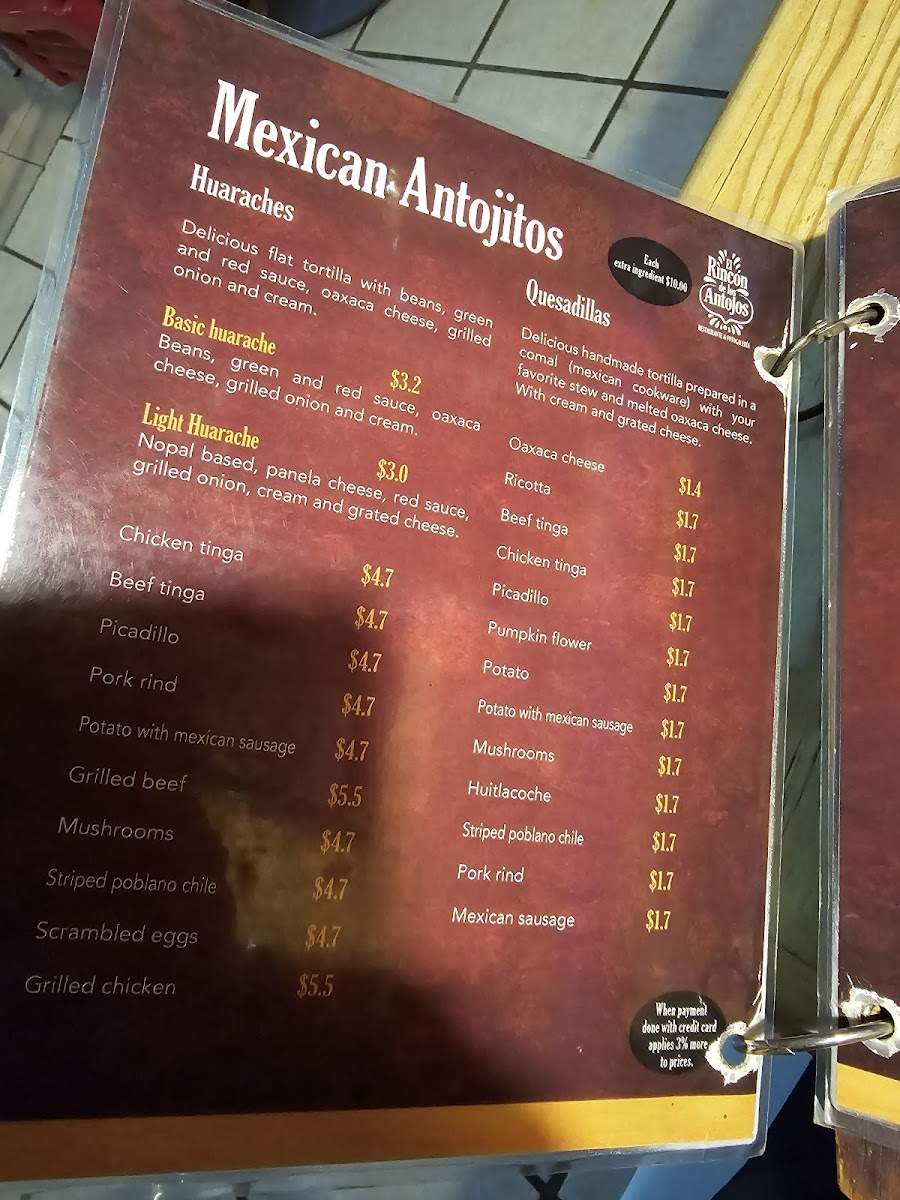 Mexican Antojitos
Huaraches
Delicious flat tortilla with beans, green
and red sauce, oaxaca cheese, grilled
onion and cream.
Basic huarache
$3.2
Beans, green and red sauce, oaxaca
cheese, grilled onion and cream.
Light Huarache
$3.0
Nopal based, panela cheese, red sauce,
grilled onion, cream and grated cheese.
Chicken tinga $4.7
Beef tinga $4.7
Picadillo $4.7
Pork rind $4.7
Potato with mexican sausage $4.7
Grilled beef $5.5
Mushrooms $4.7
Striped poblano chile $4.7
Scrambled eggs $4.7
Grilled chicken $5.5
Each
extra ingredient $10.00
El
Rincón
de los
Antojos
RESTAURANTE & POZOLERÍA
Quesadillas
Delicious handmade tortilla prepared in a
comal (mexican cookware) with your
favorite stew and melted oaxaca cheese.
With cream and grated cheese.
Oaxaca cheese $1.4
Ricotta $1.7
Beef tinga $1.7
Chicken tinga $1.7
Picadillo $1.7
Pumpkin flower $1.7
Potato $1.7
Potato with mexican sausage $1.7
Mushrooms $1.7
Huitlacoche $1.7
Striped poblano chile $1.7
Pork rind $1.7
Mexican sausage $1.7
When payment
done with credit card
applies 3% more
to prices.